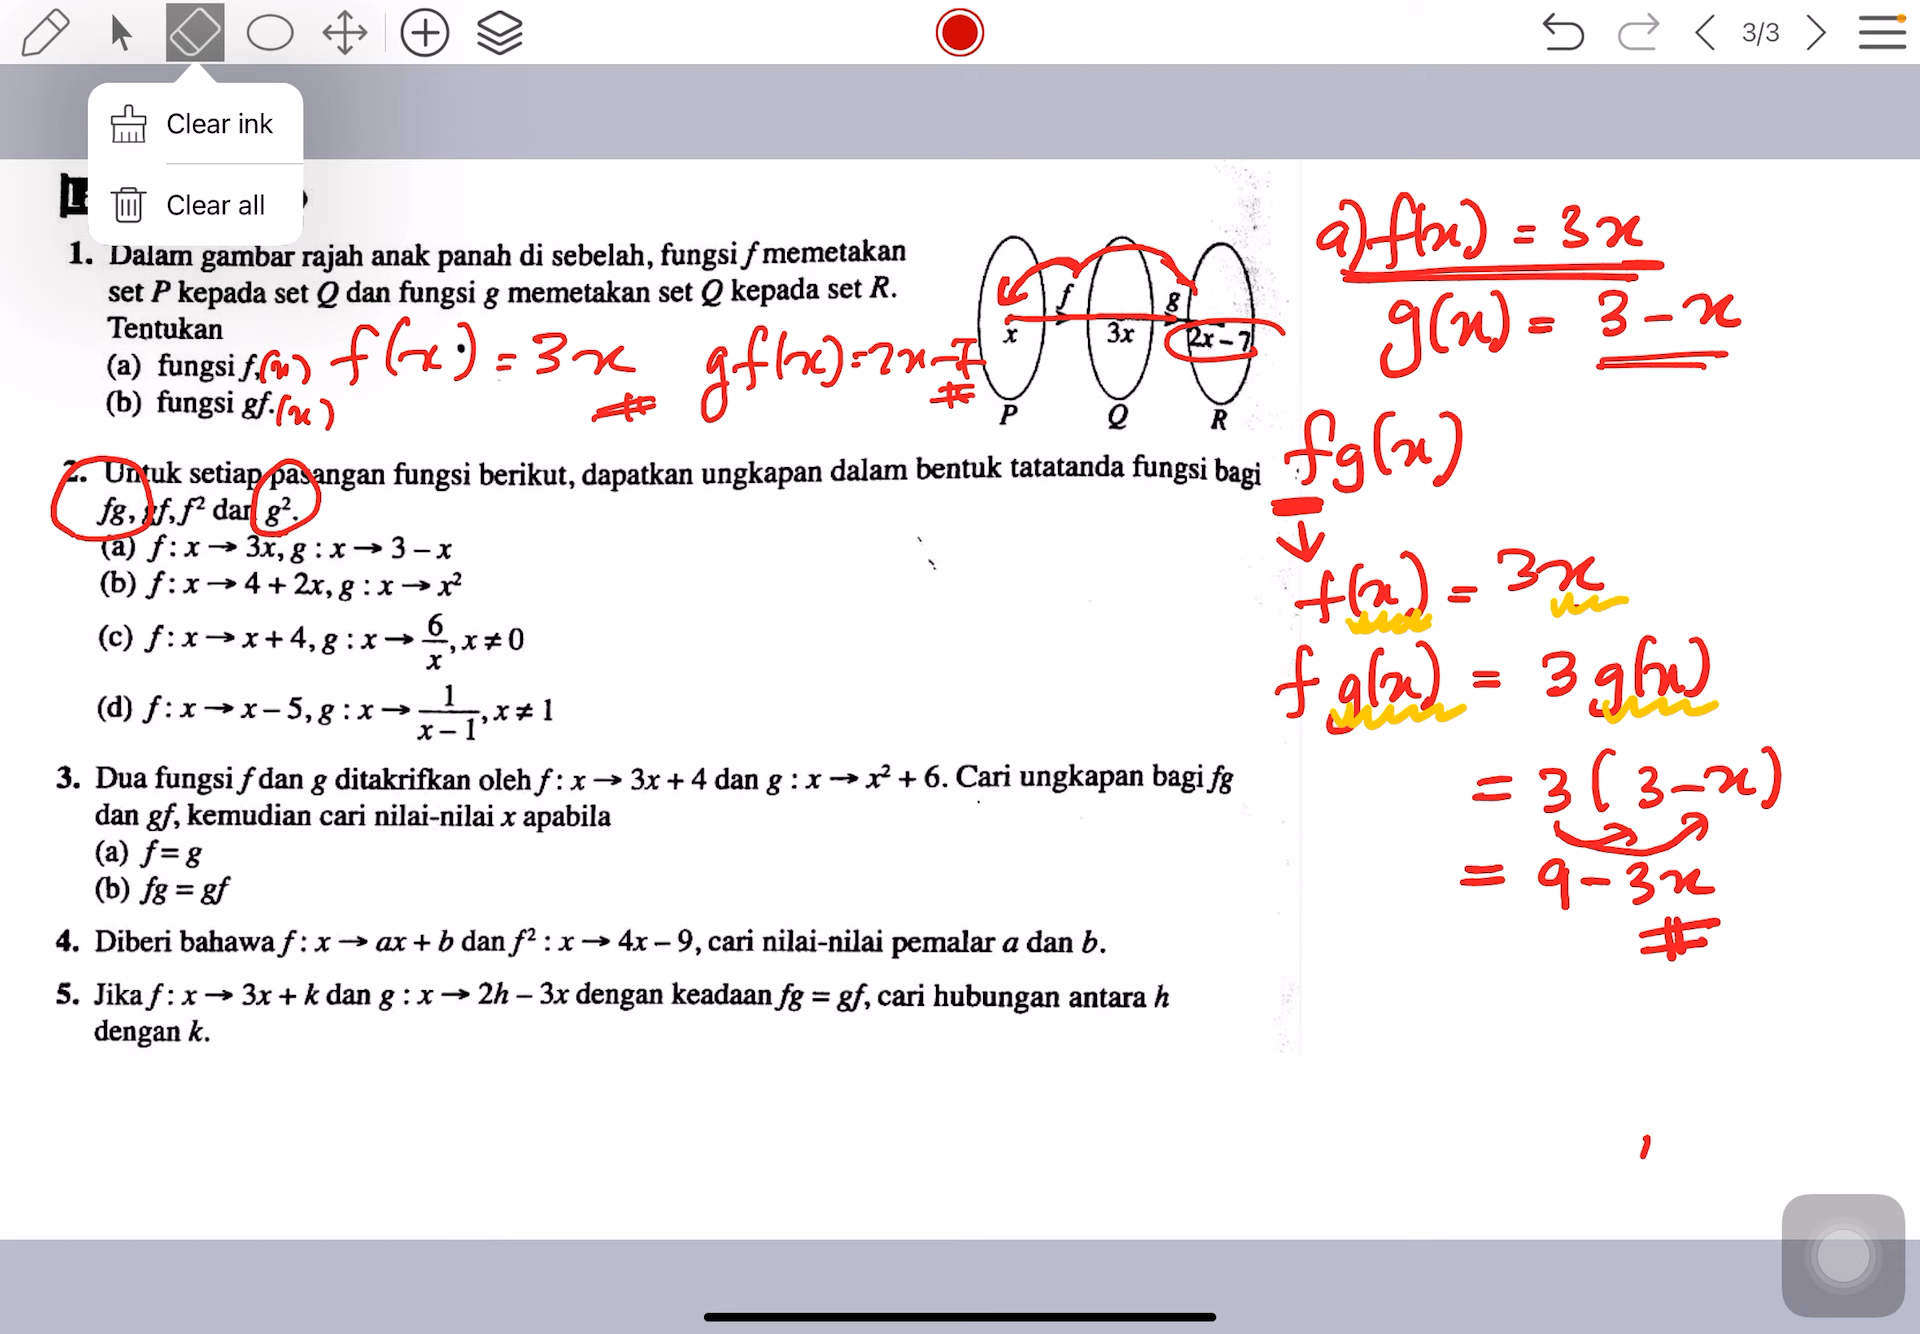 3/3
Clear ink
Clear all
1. Dalam gambar rajah anak panah di sebelah, fungsi f memetakan
set P kepada set Q dan fungsi g memetakan set Q kepada set R.
Tentukan
(a) fungsi f.(x) f(x) = 3x
(b) fungsi gf.(x) gf(x) = 2x - 7
f g
x 3x 2x – 7
P Q R
2. Untuk setiap pasangan fungsi berikut, dapatkan ungkapan dalam bentuk tatatanda fungsi bagi
fg, gf, f² dan g².
(a) f : x → 3x, g : x → 3 – x
(b) f : x → 4 + 2x, g : x → x²
(c) f : x → x + 4, g : x → 6/x, x ≠ 0
(d) f : x → x – 5, g : x → 1/(x – 1), x ≠ 1
3. Dua fungsi f dan g ditakrifkan oleh f : x → 3x + 4 dan g : x → x² + 6. Cari ungkapan bagi fg
dan gf, kemudian cari nilai-nilai x apabila
(a) f = g
(b) fg = gf
4. Diberi bahawa f : x → ax + b dan f² : x → 4x – 9, cari nilai-nilai pemalar a dan b.
5. Jika f : x → 3x + k dan g : x → 2h – 3x dengan keadaan fg = gf, cari hubungan antara h
dengan k.
a) f(x) = 3x
g(x) = 3 - x
fg(x)
f(x) = 3x
f g(x) = 3 g(x)
= 3(3 - x)
= 9 - 3x